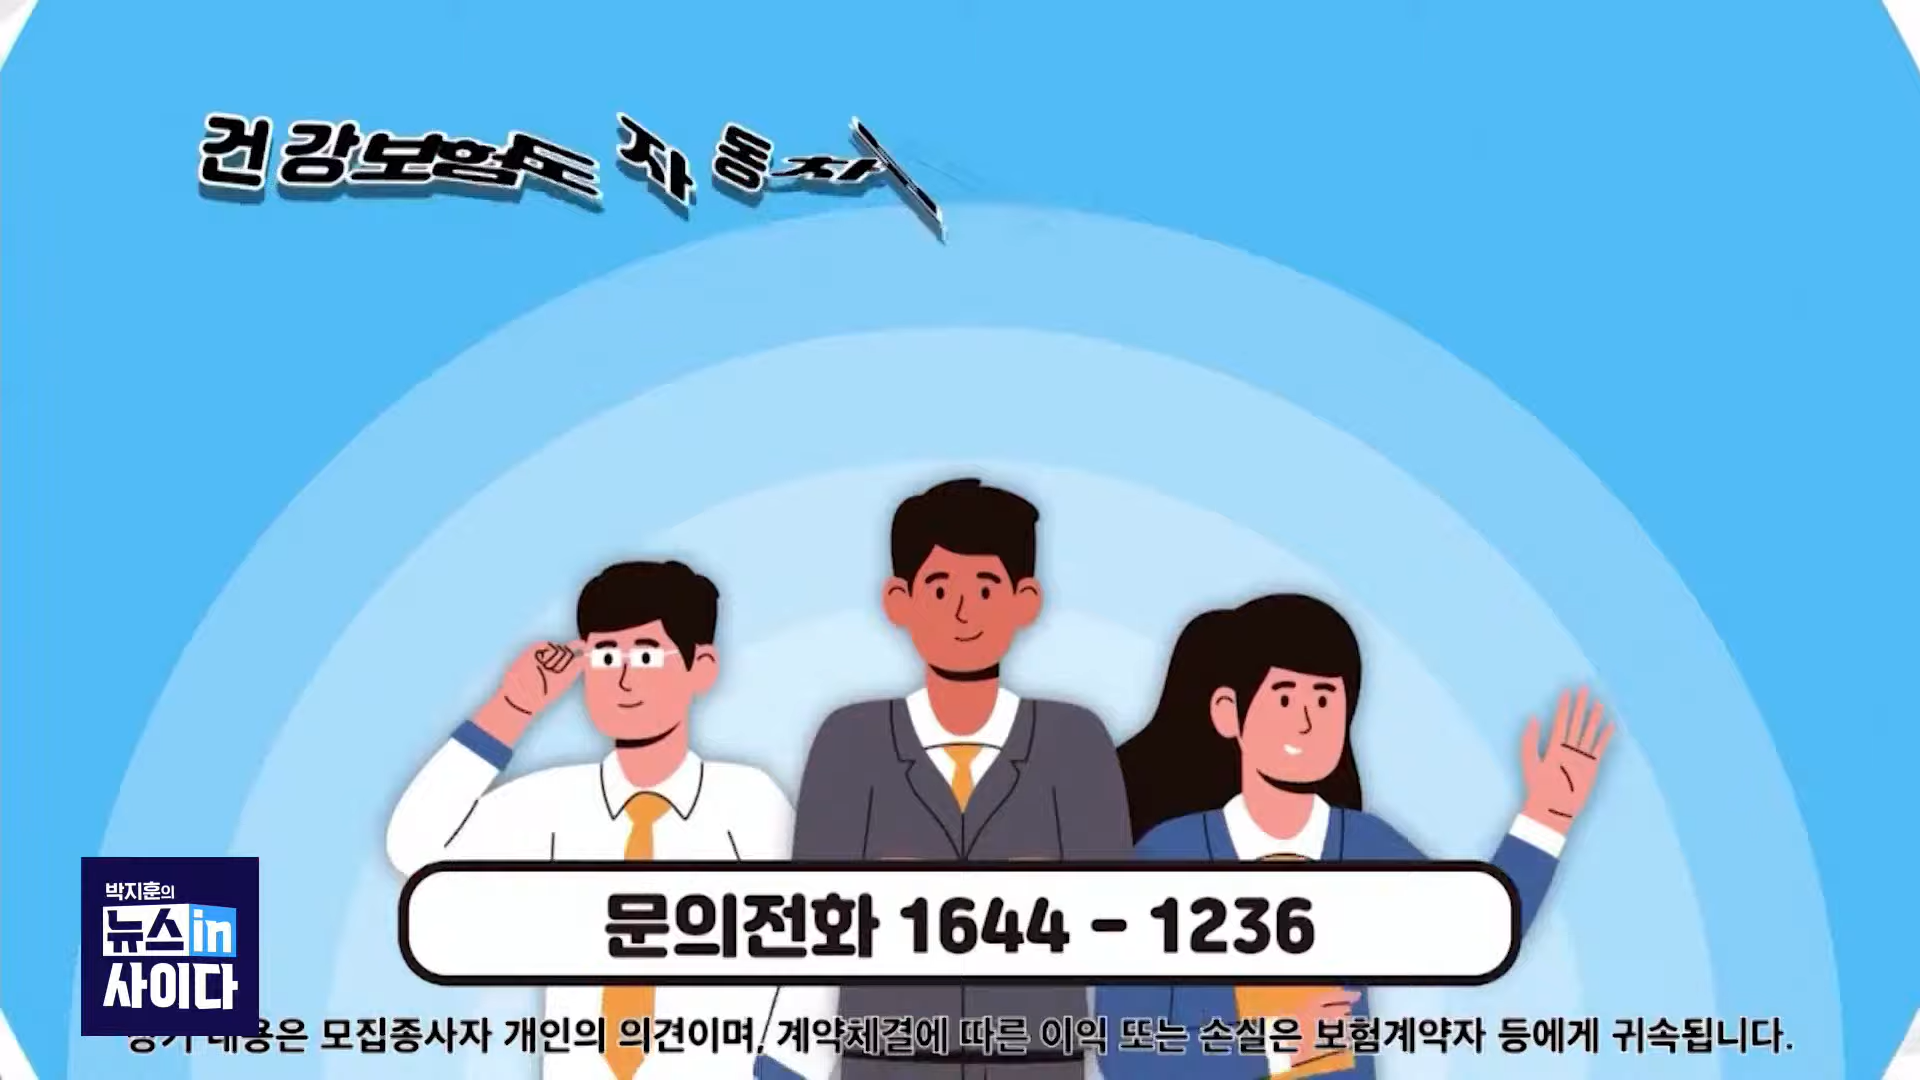 건강보험도 자동차
문의전화 1644 - 1236
박지훈의
뉴스in
사이다
내용은 모집종사자 개인의 의견이며, 계약체결에 따른 이익 또는 손실은 보험계약자 등에게 귀속됩니다.